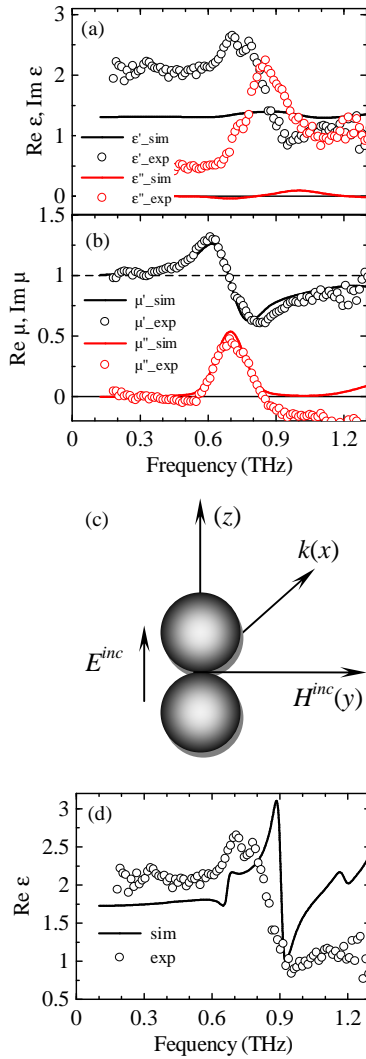 (a)
3
2
1
0
Re ε, Im ε
ε'_sim
ε'_exp
ε''_sim
ε''_exp
(b)
1.5
1
0.5
0
Re μ, Im μ
μ'_sim
μ'_exp
μ''_sim
μ''_exp
0 0.3 0.6 0.9 1.2
Frequency (THz)
(c)
(z)
k(x)
E^inc
H^inc(y)
(d)
3
2.5
2
1.5
1
0.5
Re ε
sim
exp
0 0.3 0.6 0.9 1.2
Fequency (THz)